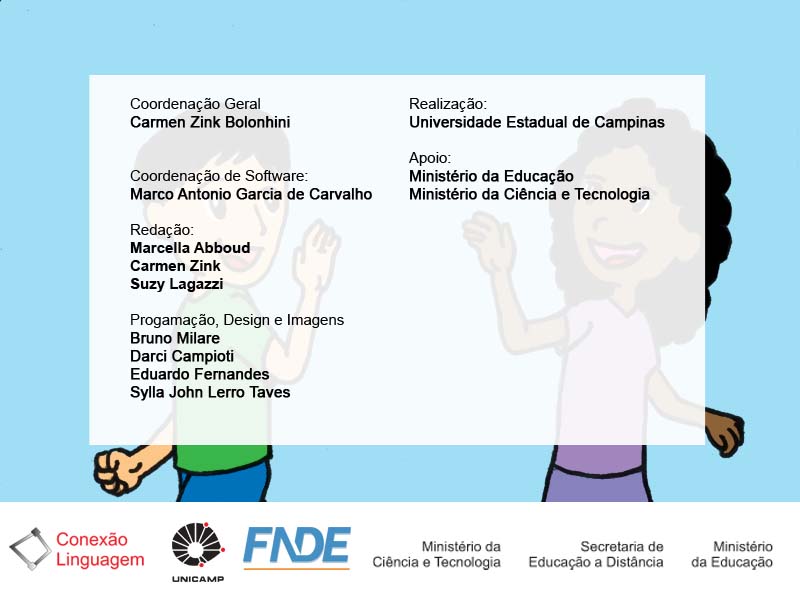 Coordenação Geral
Carmen Zink Bolonhini
Coordenação de Software:
Marco Antonio Garcia de Carvalho
Redação:
Marcella Abboud
Carmen Zink
Suzy Lagazzi
Progamação, Design e Imagens
Bruno Milare
Darci Campioti
Eduardo Fernandes
Sylla John Lerro Taves
Realização:
Universidade Estadual de Campinas
Apoio:
Ministério da Educação
Ministério da Ciência e Tecnologia
Conexão
Linguagem
UNICAMP
FNDE
Ministério da
Ciência e Tecnologia
Secretaria de
Educação a Distância
Ministério
da Educação